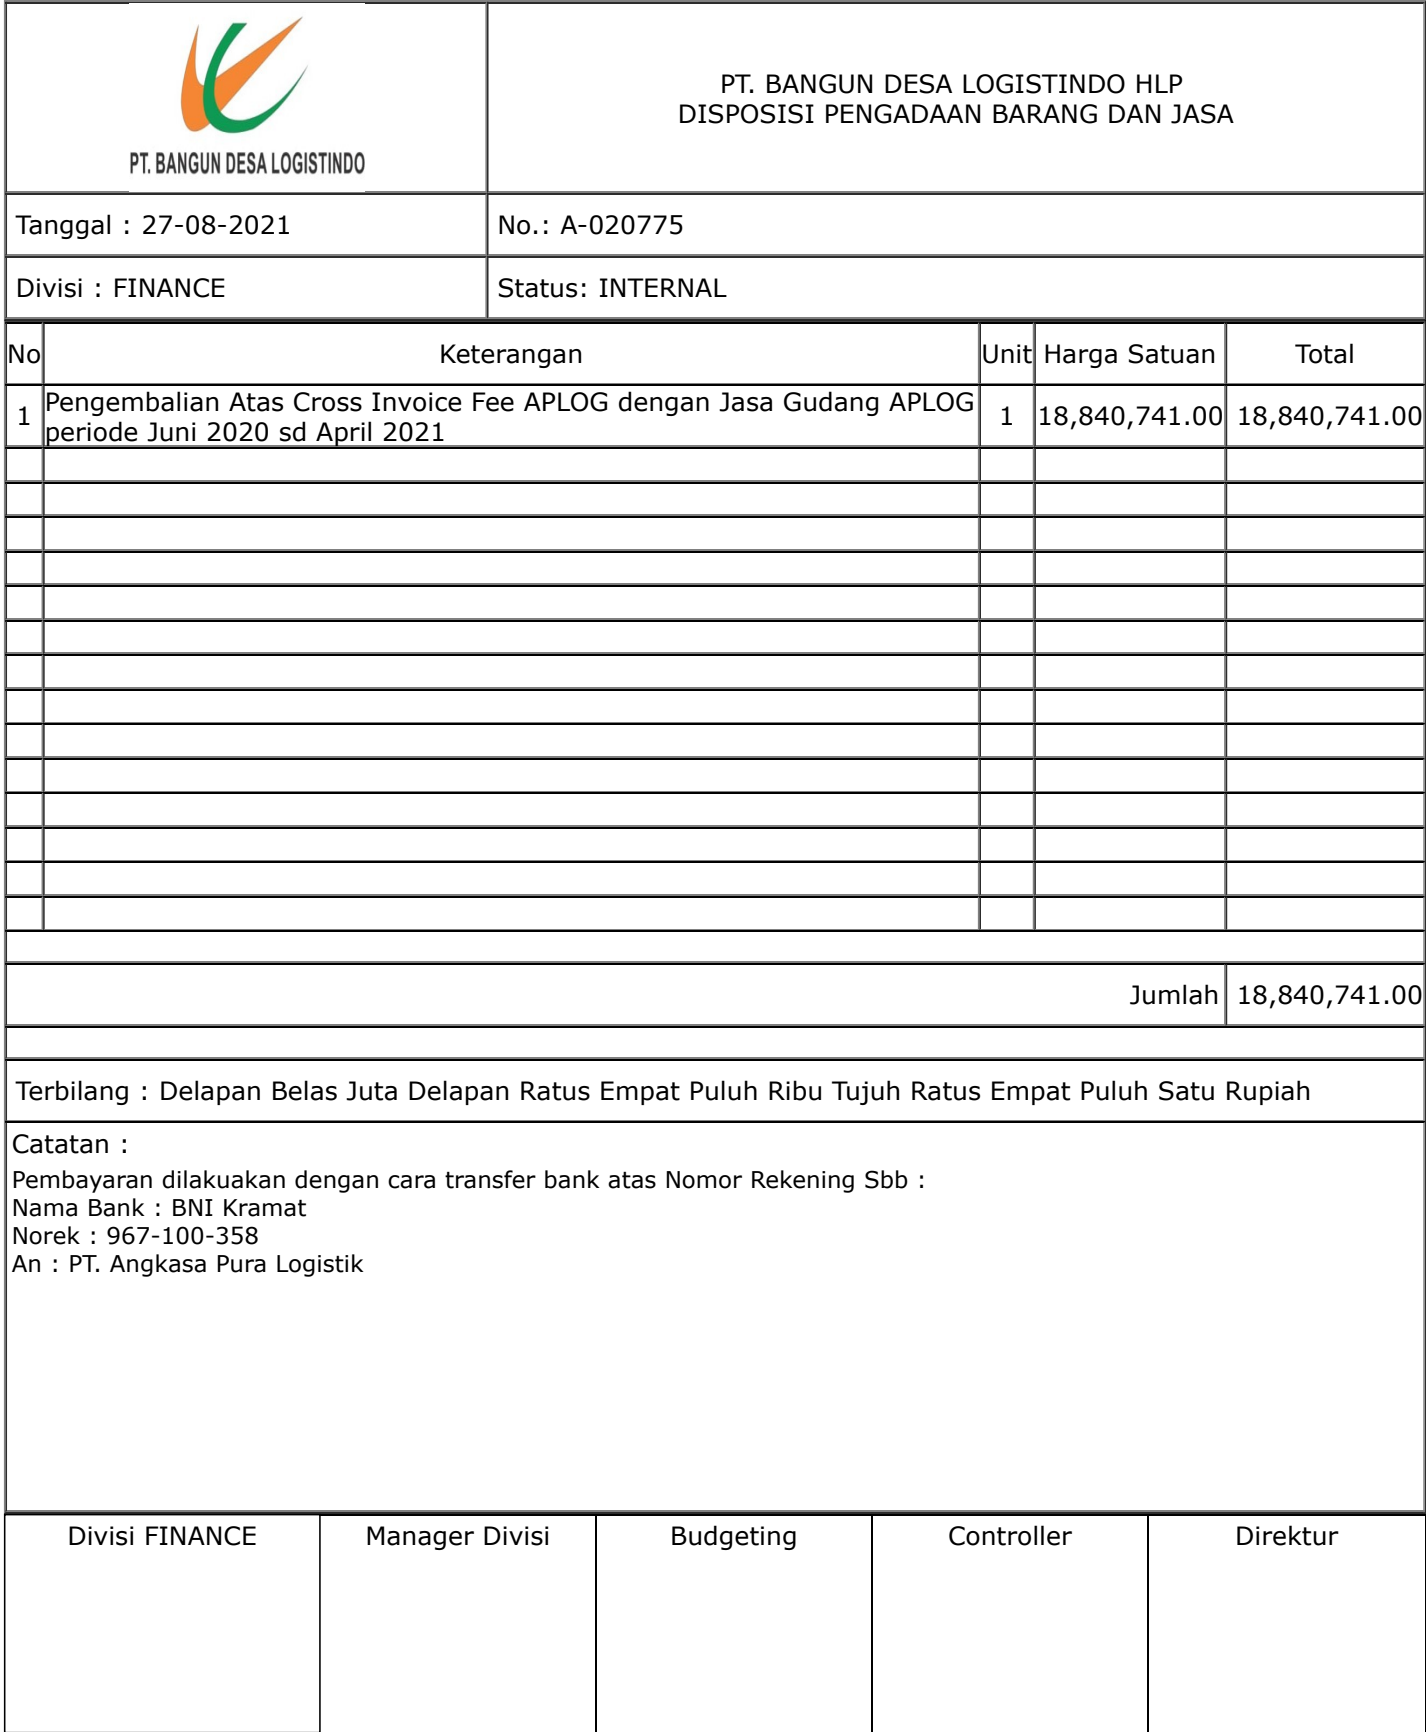 PT. BANGUN DESA LOGISTINDO
PT. BANGUN DESA LOGISTINDO HLP
DISPOSISI PENGADAAN BARANG DAN JASA
Tanggal : 27-08-2021
No.: A-020775
Divisi : FINANCE
Status: INTERNAL
No Keterangan Unit Harga Satuan Total
1 Pengembalian Atas Cross Invoice Fee APLOG dengan Jasa Gudang APLOG
periode Juni 2020 sd April 2021 1 18,840,741.00 18,840,741.00
Jumlah 18,840,741.00
Terbilang : Delapan Belas Juta Delapan Ratus Empat Puluh Ribu Tujuh Ratus Empat Puluh Satu Rupiah
Catatan :
Pembayaran dilakuakan dengan cara transfer bank atas Nomor Rekening Sbb :
Nama Bank : BNI Kramat
Norek : 967-100-358
An : PT. Angkasa Pura Logistik
Divisi FINANCE Manager Divisi Budgeting Controller Direktur